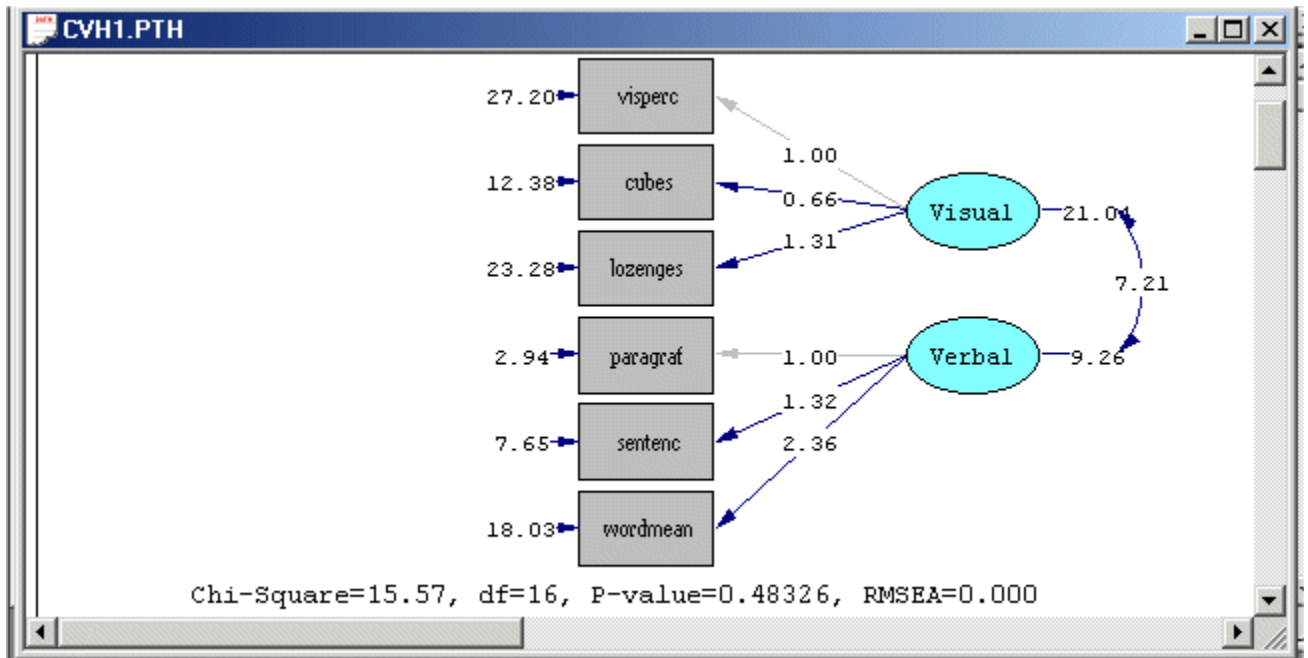 CVH1.PTH
27.20 visperc
1.00
12.38 cubes
0.66
Visual 21.04
1.31
23.28 lozenges
7.21
2.94 paragraf 1.00 Verbal 9.26
1.32
7.65 sentenc 2.36
18.03 wordmean
Chi-Square=15.57, df=16, P-value=0.48326, RMSEA=0.000